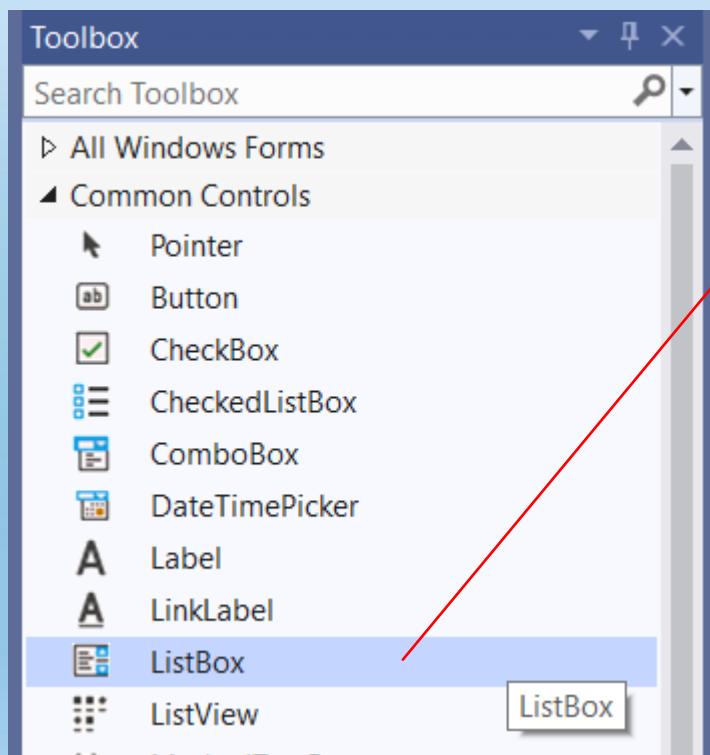 Toolbox
Search Toolbox
All Windows Forms
Common Controls
Pointer
ab Button
CheckBox
CheckedListBox
ComboBox
DateTimePicker
A Label
A LinkLabel
ListBox
ListView
ListBox